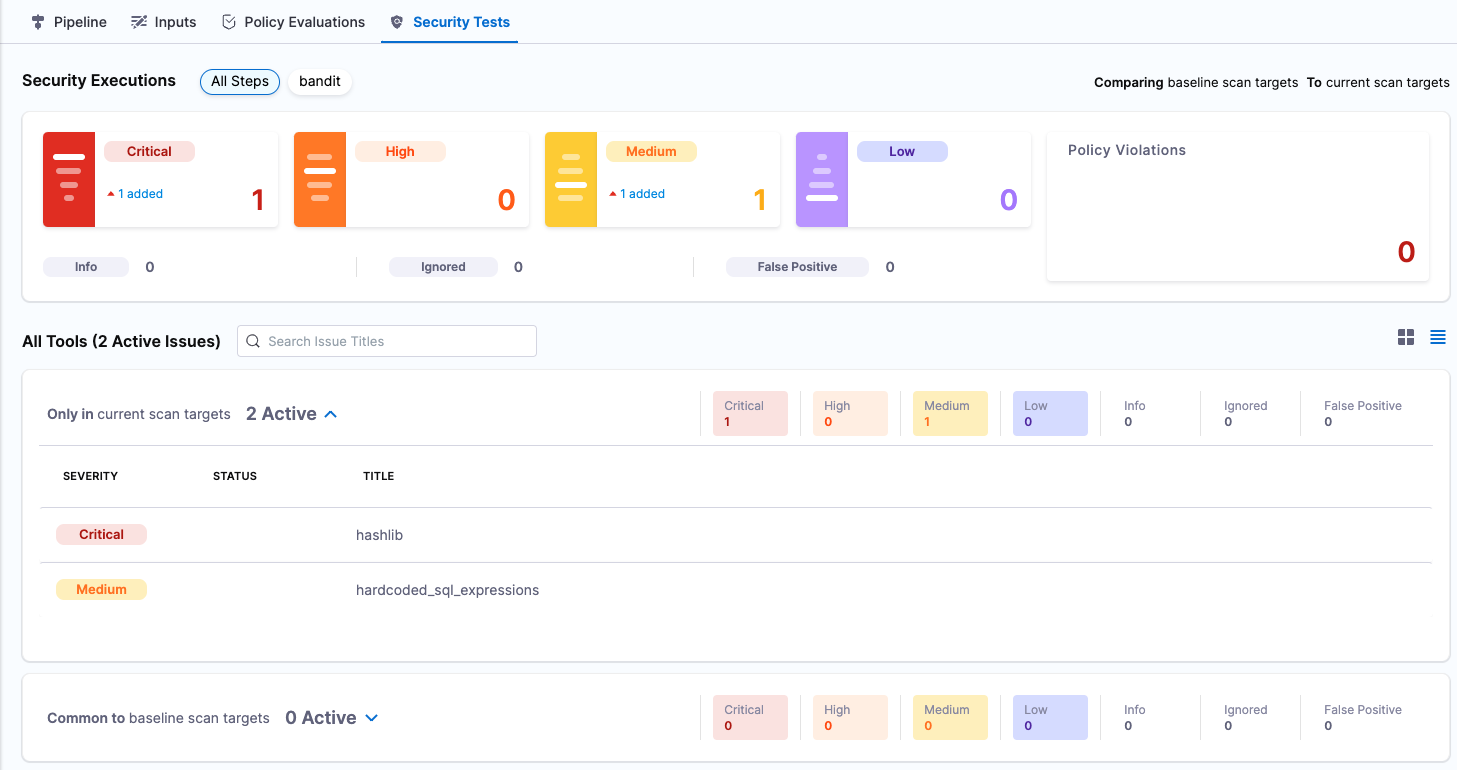 Pipeline Inputs Policy Evaluations Security Tests
Security Executions All Steps bandit Comparing baseline scan targets To current scan targets
Critical High Medium Low Policy Violations
1 added 1 0 1 added 1 0
0
Info 0 Ignored 0 False Positive 0
All Tools (2 Active Issues) Search Issue Titles
Only in current scan targets 2 Active
Critical High Medium Low Info Ignored False Positive
1 0 1 0 0 0 0
SEVERITY STATUS TITLE
Critical hashlib
Medium hardcoded_sql_expressions
Common to baseline scan targets 0 Active
Critical High Medium Low Info Ignored False Positive
0 0 0 0 0 0 0